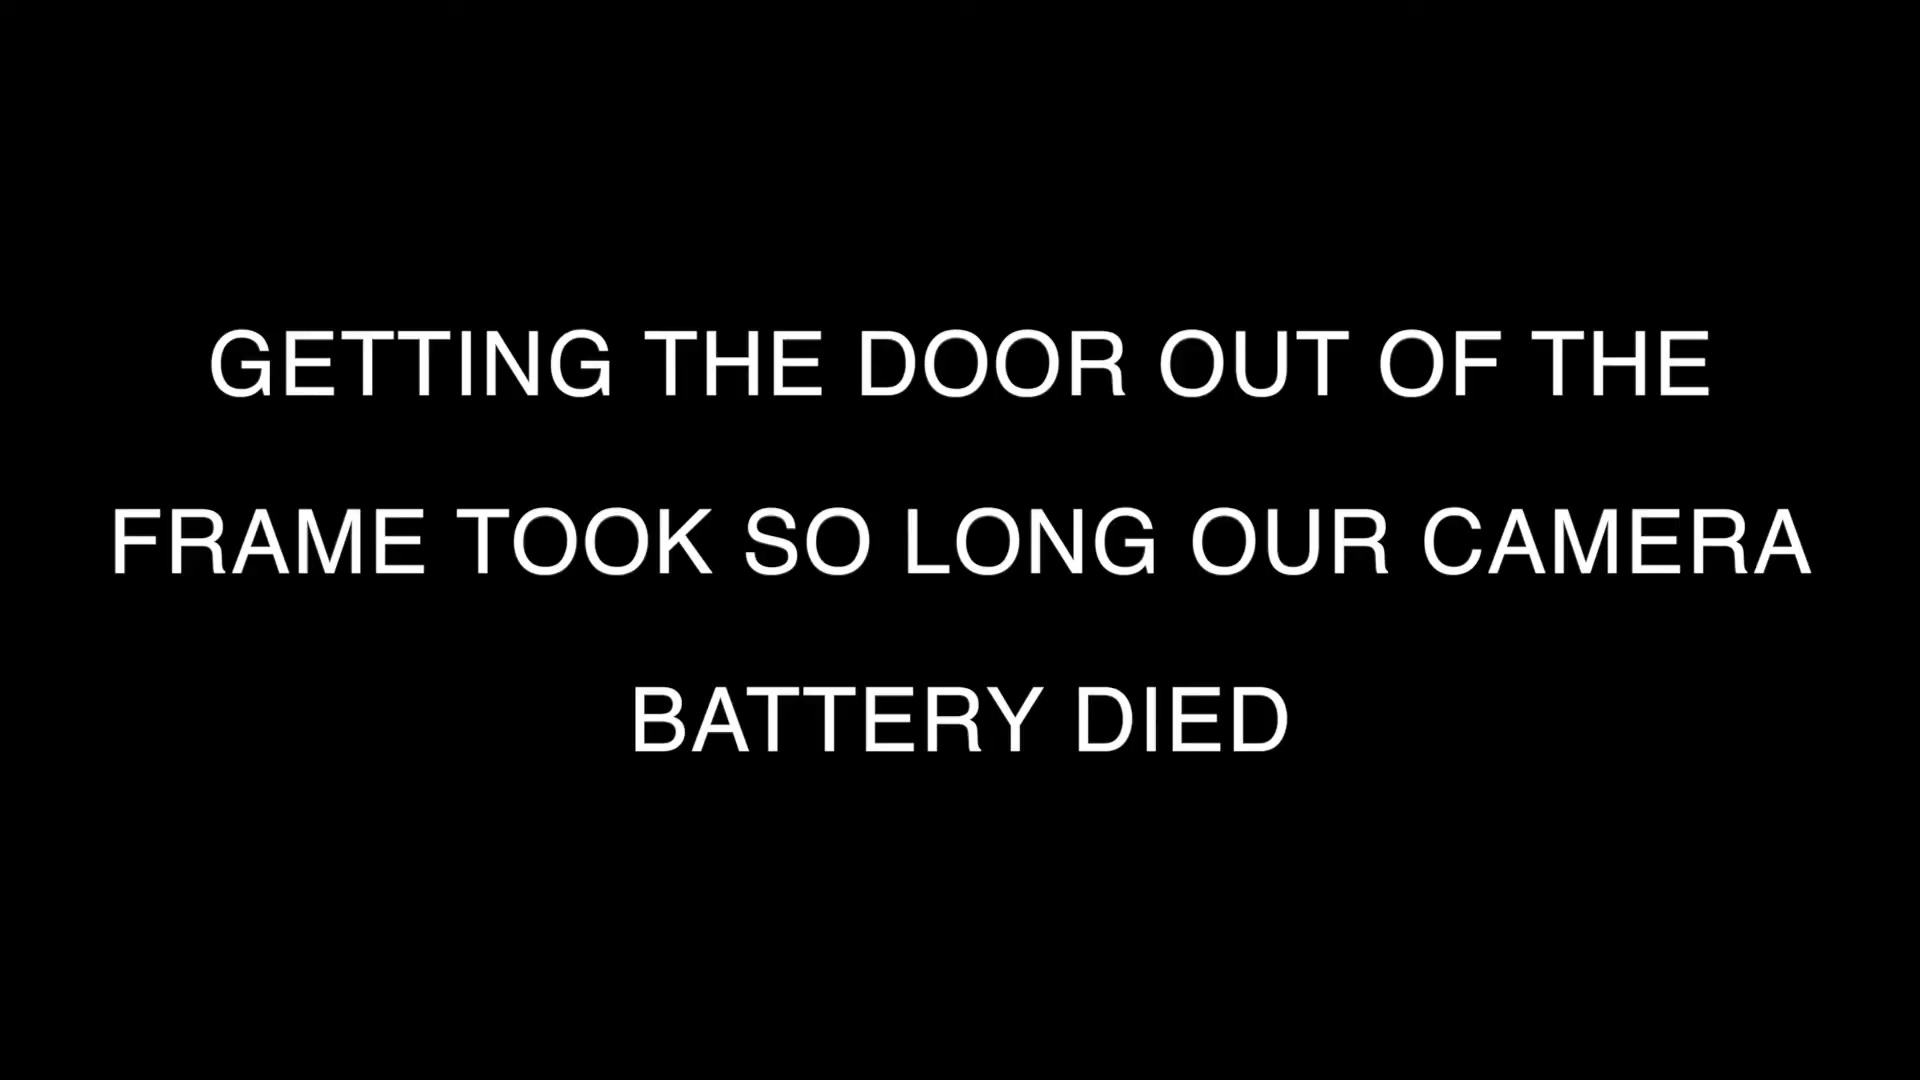 GETTING THE DOOR OUT OF THE
FRAME TOOK SO LONG OUR CAMERA
BATTERY DIED